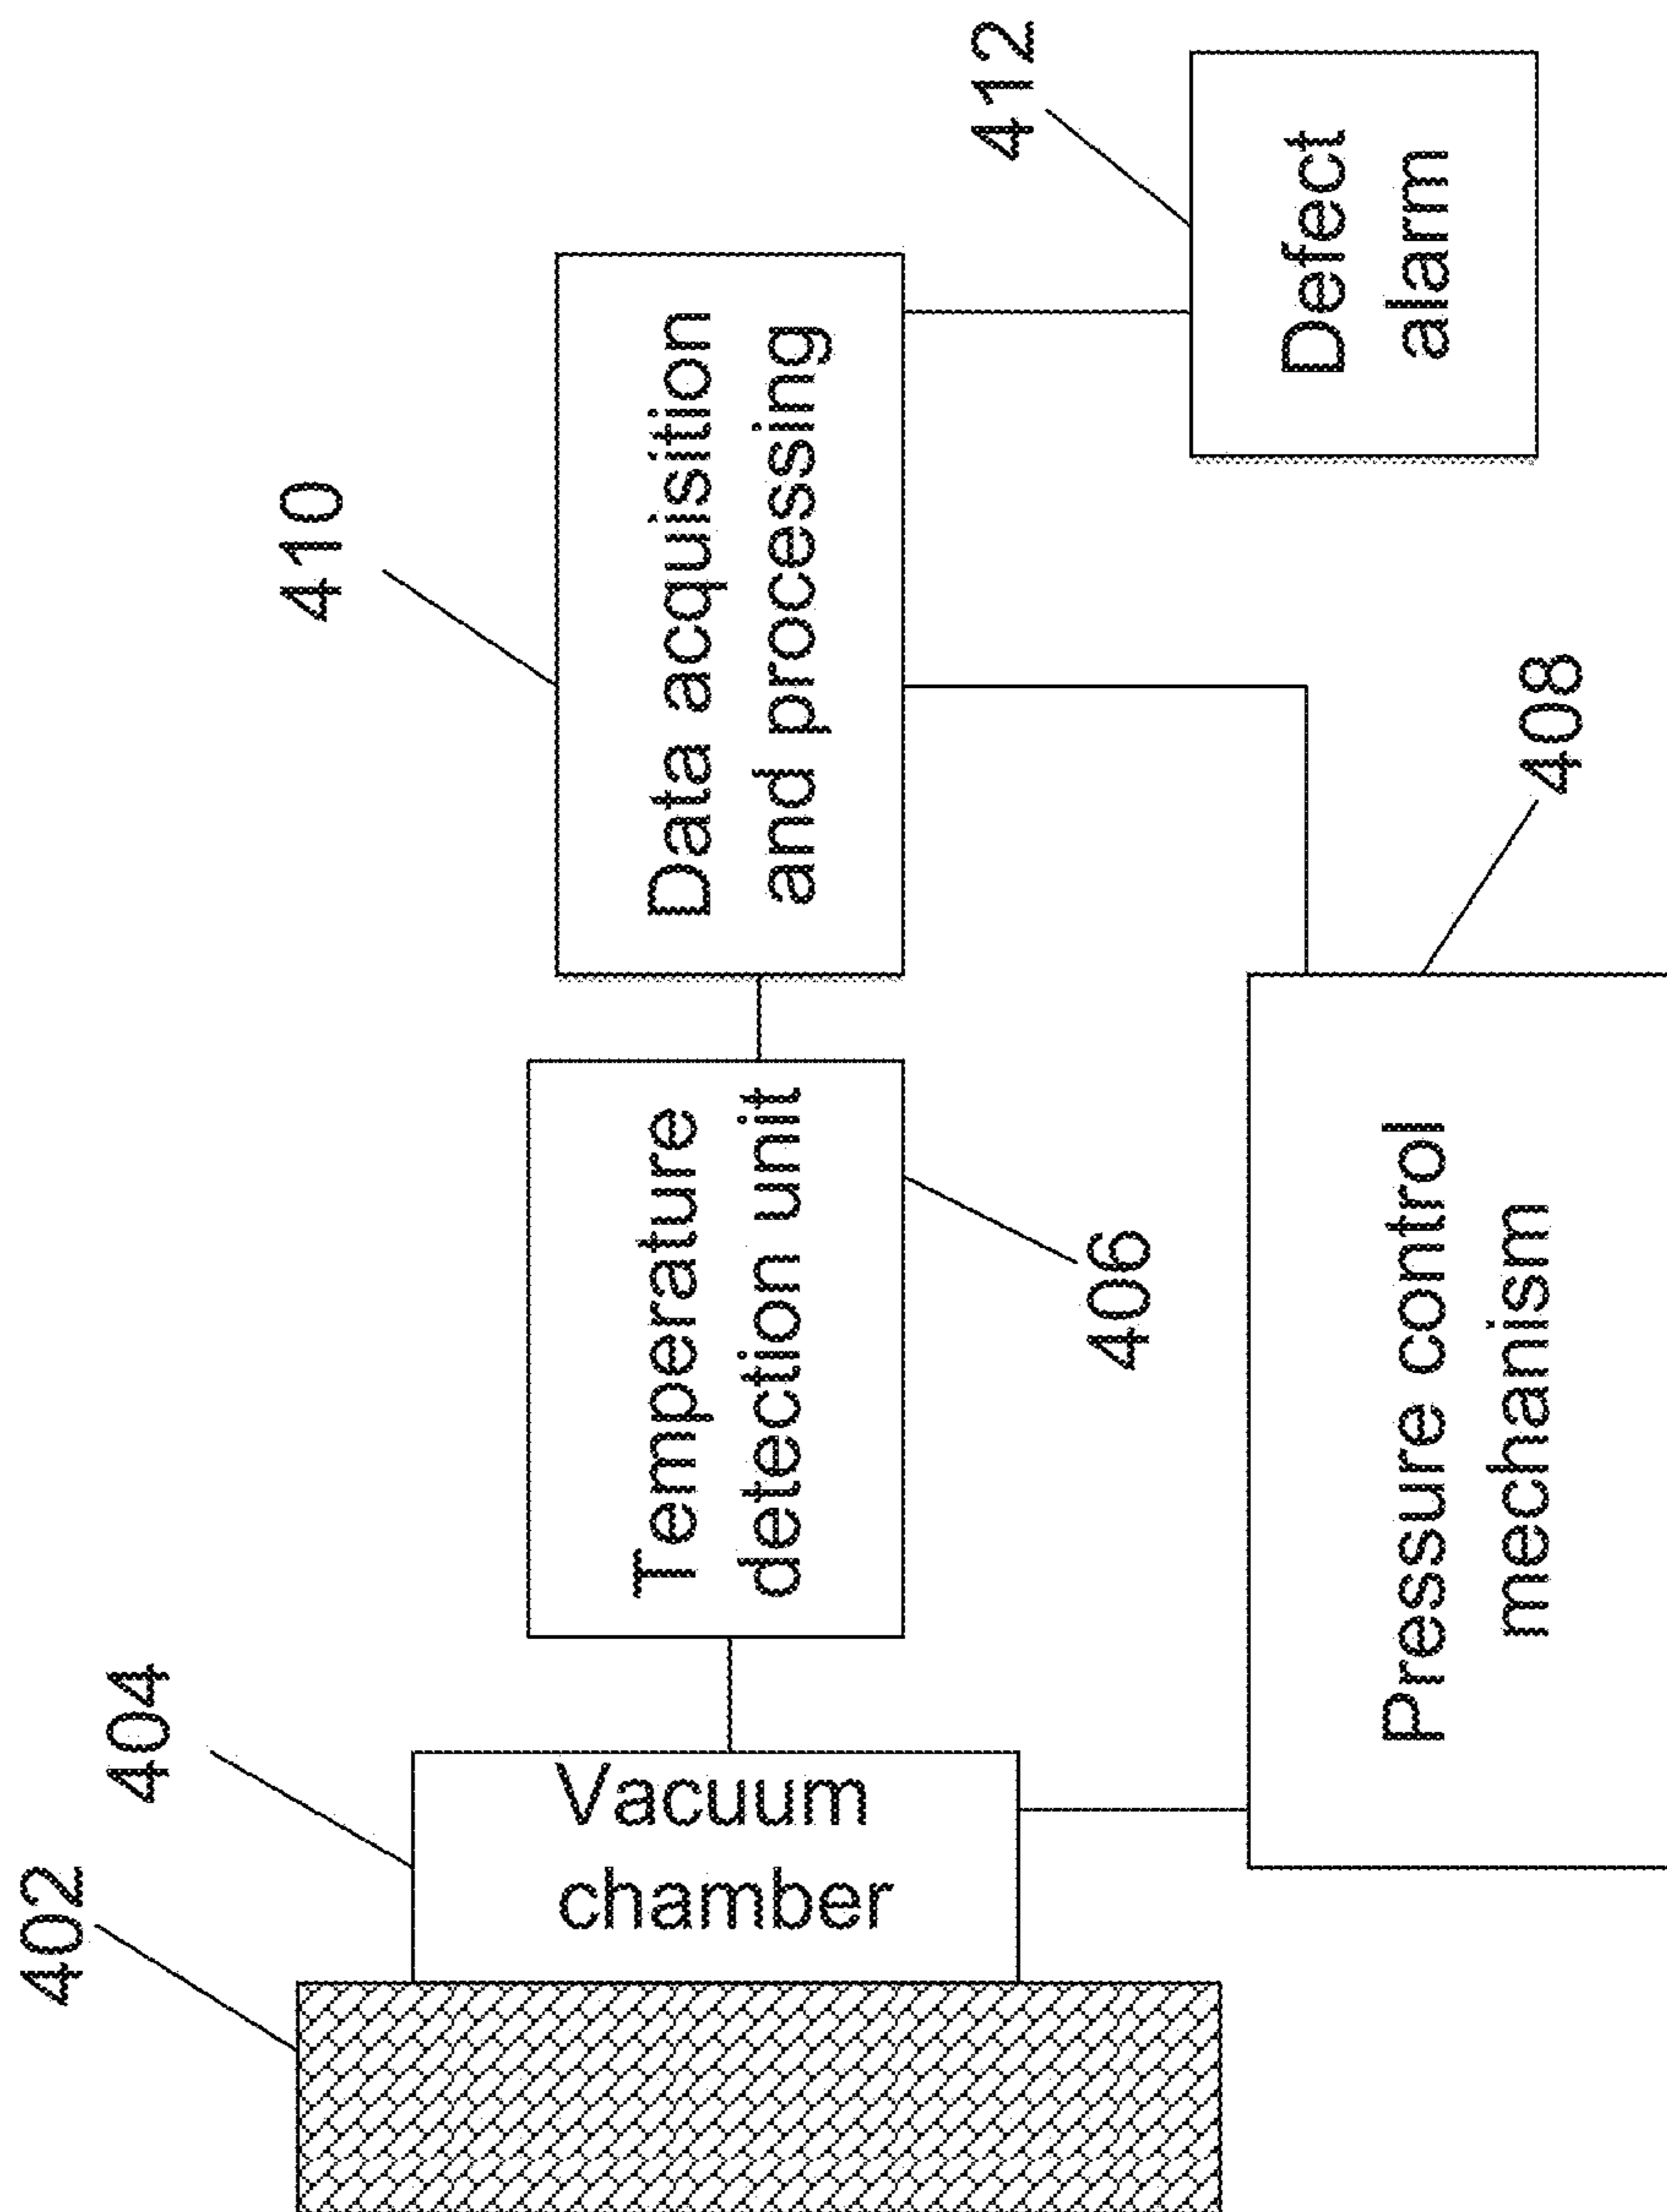 402
404
Vacuum
chamber
Temperature
detection unit
406
410
Data acquisition
and processing
Pressure control
mechanism
408
412
Defect
alarm